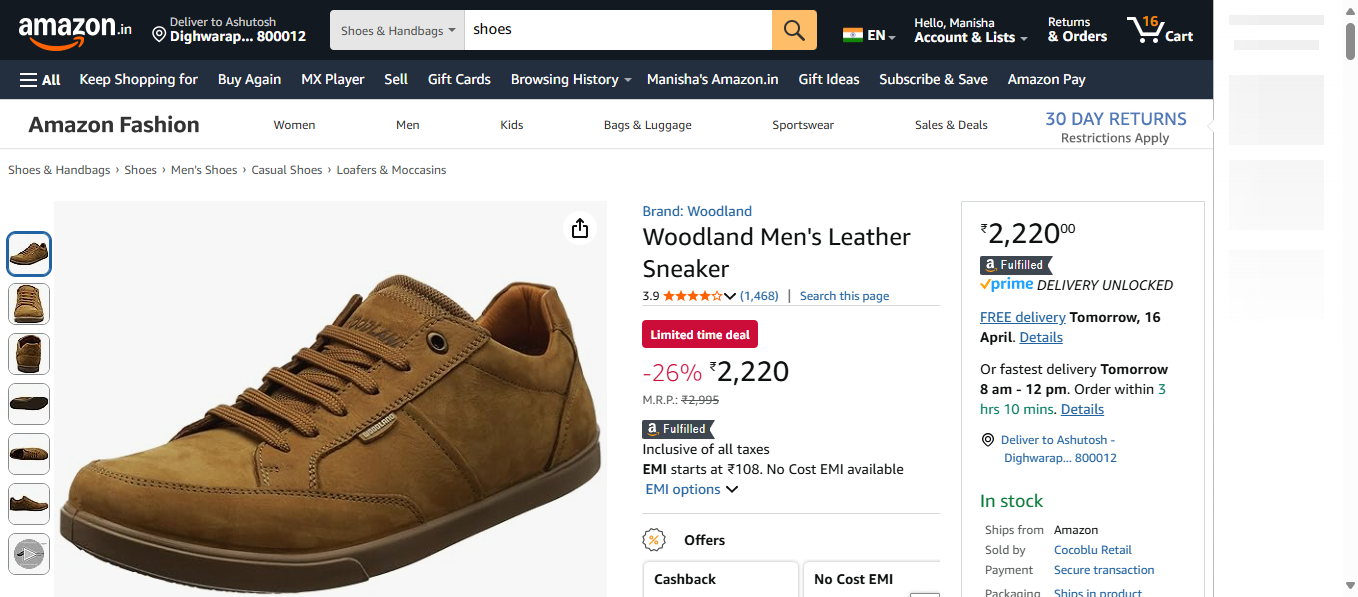 amazon.in
Deliver to Ashutosh
Dighwarap... 800012
Shoes & Handbags
shoes
EN
Hello, Manisha
Account & Lists
Returns
& Orders
16
Cart
All
Keep Shopping for
Buy Again
MX Player
Sell
Gift Cards
Browsing History
Manisha's Amazon.in
Gift Ideas
Subscribe & Save
Amazon Pay
Amazon Fashion
Women
Men
Kids
Bags & Luggage
Sportswear
Sales & Deals
30 DAY RETURNS
Restrictions Apply
Shoes & Handbags › Shoes › Men's Shoes › Casual Shoes › Loafers & Moccasins
WOODLAND
WOODLAND
Brand: Woodland
Woodland Men's Leather
Sneaker
3.9 (1,468) | Search this page
Limited time deal
-26% ₹2,220
M.R.P.: ₹2,995
a Fulfilled
Inclusive of all taxes
EMI starts at ₹108. No Cost EMI available
EMI options
Offers
Cashback
No Cost EMI
₹2,22000
a Fulfilled
prime DELIVERY UNLOCKED
FREE delivery Tomorrow, 16
April. Details
Or fastest delivery Tomorrow
8 am - 12 pm. Order within 3
hrs 10 mins. Details
Deliver to Ashutosh -
Dighwarap... 800012
In stock
Ships from Amazon
Sold by Cocoblu Retail
Payment Secure transaction
Packaging Ships in product